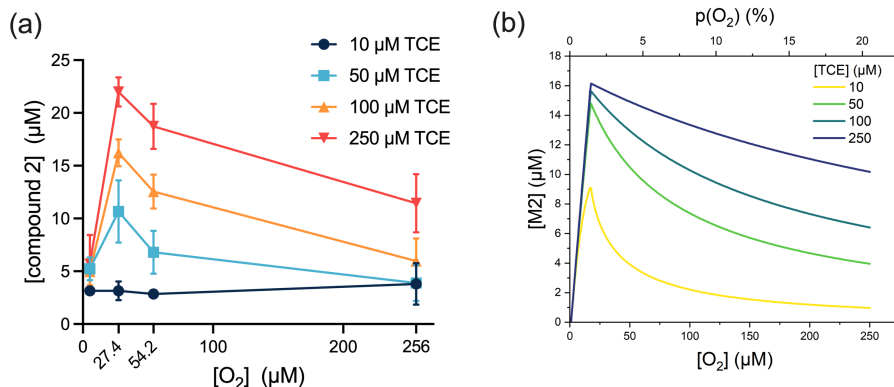 (a)
25
20
15
10
5
0
[compound 2] (μM)
0
27.4
54.2
100
200
256
[O₂] (μM)
10 μM TCE
50 μM TCE
100 μM TCE
250 μM TCE
(b)
p(O₂) (%)
0 5 10 15 20
18
16
14
12
10
8
6
4
2
0
[M2] (μM)
0 50 100 150 200 250
[O₂] (μM)
[TCE] (μM)
10
50
100
250